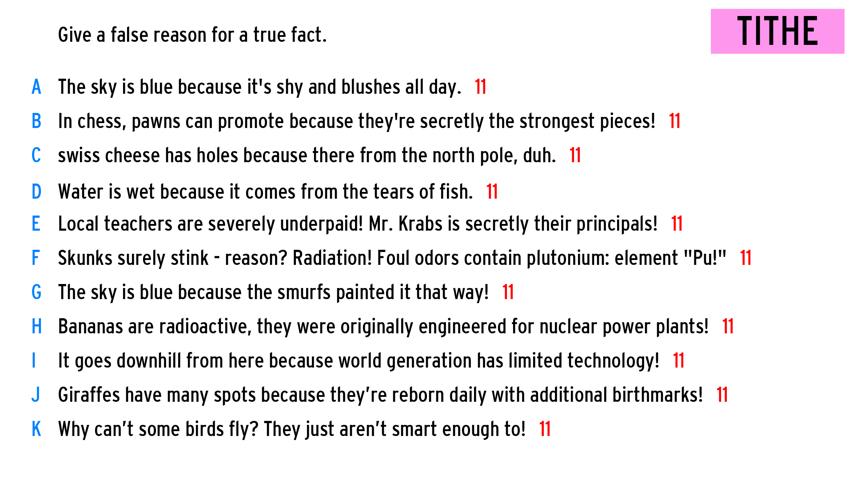 Give a false reason for a true fact.
TITHE
A The sky is blue because it's shy and blushes all day. 11
B In chess, pawns can promote because they're secretly the strongest pieces! 11
C swiss cheese has holes because there from the north pole, duh. 11
D Water is wet because it comes from the tears of fish. 11
E Local teachers are severely underpaid! Mr. Krabs is secretly their principals! 11
F Skunks surely stink - reason? Radiation! Foul odors contain plutonium: element "Pu!" 11
G The sky is blue because the smurfs painted it that way! 11
H Bananas are radioactive, they were originally engineered for nuclear power plants! 11
I It goes downhill from here because world generation has limited technology! 11
J Giraffes have many spots because they’re reborn daily with additional birthmarks! 11
K Why can’t some birds fly? They just aren’t smart enough to! 11